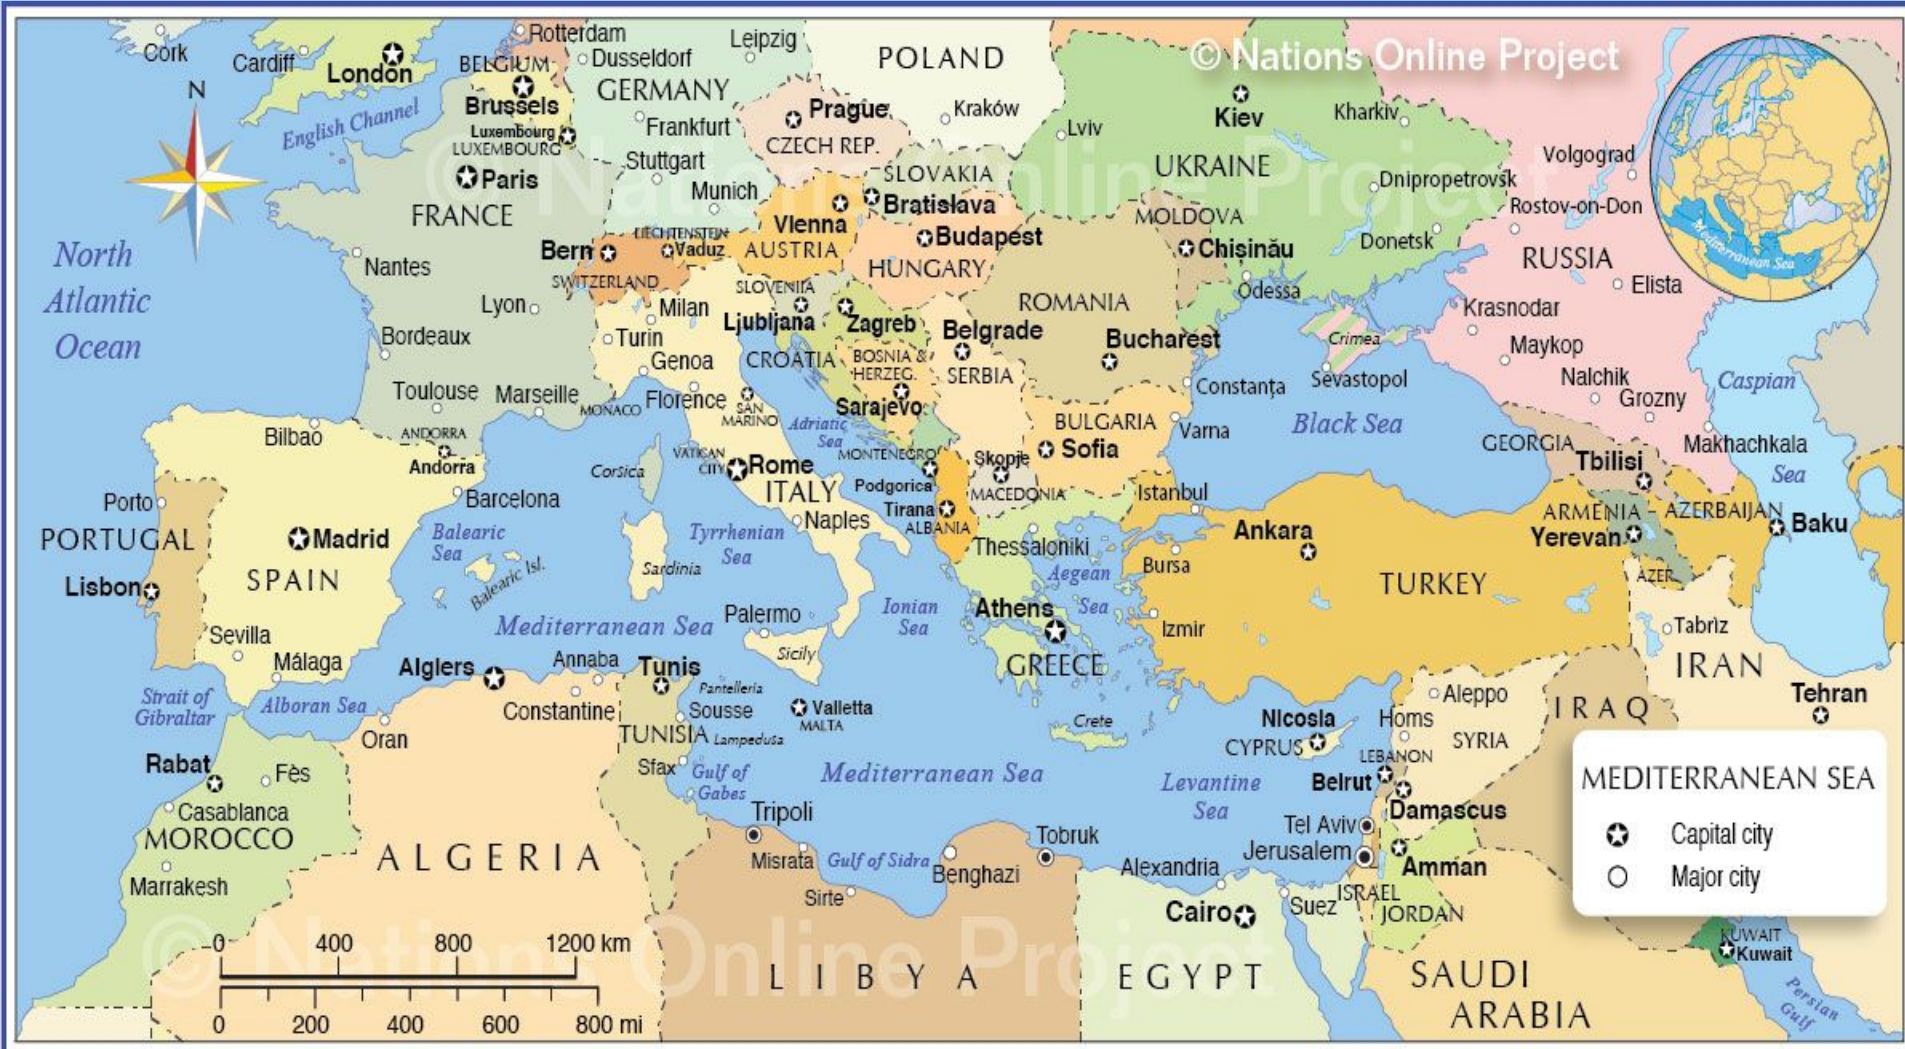 © Nations Online Project
Rotterdam
Cork
Cardiff
London
BELGIUM
Brussels
Dusseldorf
GERMANY
Leipzig
POLAND
Kiev
Kharkiv
N
English Channel
Luxembourg
LUXEMBOURG
Frankfurt
Prague
CZECH REP.
Kraków
Lviv
UKRAINE
Volgograd
Paris
FRANCE
Stuttgart
Munich
SLOVAKIA
Bratislava
Vienna
AUSTRIA
MOLDOVA
Chisinău
Dnipropetrovsk
Rostov-on-Don
Donetsk
Mediterranean Sea
North
Atlantic
Ocean
Nantes
Bern
LIECHTENSTEIN
Vaduz
SWITZERLAND
Budapest
HUNGARY
RUSSIA
Elista
Odessa
Lyon
Milan
SLOVENIA
Ljubljana
Zagreb
ROMANIA
Krasnodar
Bordeaux
Turin
Genoa
CROATIA
BOSNIA &
HERZEG.
Belgrade
SERBIA
Bucharest
Crimea
Sevastopol
Maykop
Nalchik
Grozny
Caspian
Sea
Toulouse
Marseille
MONACO
Florence
SAN
MARINO
Adriatic
Sea
Sarajevo
BULGARIA
Sofia
Constanţa
Varna
Black Sea
GEORGIA
Tbilisi
Makhachkala
Bilbao
ANDORRA
Andorra
Corsica
VATICAN
CITY
Rome
ITALY
MONTENEGRO
Podgorica
Skopje
MACEDONIA
Istanbul
Porto
PORTUGAL
Lisbon
Madrid
SPAIN
Barcelona
Balearic
Sea
Balearic Isl.
Sardinia
Tyrrhenian
Sea
Naples
Tirana
ALBANIA
Thessaloniki
Bursa
Ankara
TURKEY
ARMENIA
Yerevan
AZERBAIJAN
Baku
AZER.
Aegean
Sea
Mediterranean Sea
Palermo
Sicily
Ionian
Sea
Athens
GREECE
Izmir
Tabriz
IRAN
Tehran
Sevilla
Málaga
Algiers
Annaba
Constantine
Tunis
Pantelleria
Sousse
TUNISIA
Lampedusa
Valletta
MALTA
Crete
Nicosia
CYPRUS
Aleppo
Homs
SYRIA
IRAQ
Strait of
Gibraltar
Alboran Sea
Oran
Rabat
Fès
Casablanca
MOROCCO
Marrakesh
ALGERIA
Sfax
Gulf of
Gabes
Mediterranean Sea
Levantine
Sea
LEBANON
Beirut
Damascus
Tripoli
Misrata
Gulf of Sidra
Sirte
Benghazi
Tobruk
Tel Aviv
Jerusalem
Amman
Alexandria
Cairo
Suez
ISRAEL
JORDAN
LIBYA
EGYPT
SAUDI
ARABIA
KUWAIT
Kuwait
Persian
Gulf
MEDITERRANEAN SEA
Capital city
Major city
0 400 800 1200 km
0 200 400 600 800 mi
© Nations Online Project
© Nations Online Project